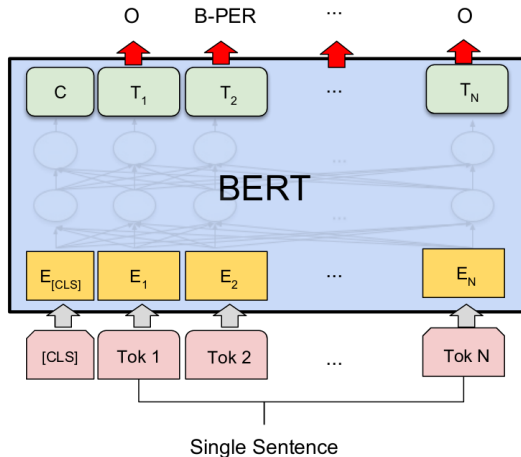 O B-PER ... O
C T1 T2 ... TN
...
BERT
...
E[CLS] E1 E2 ... EN
[CLS] Tok 1 Tok 2 ... Tok N
Single Sentence